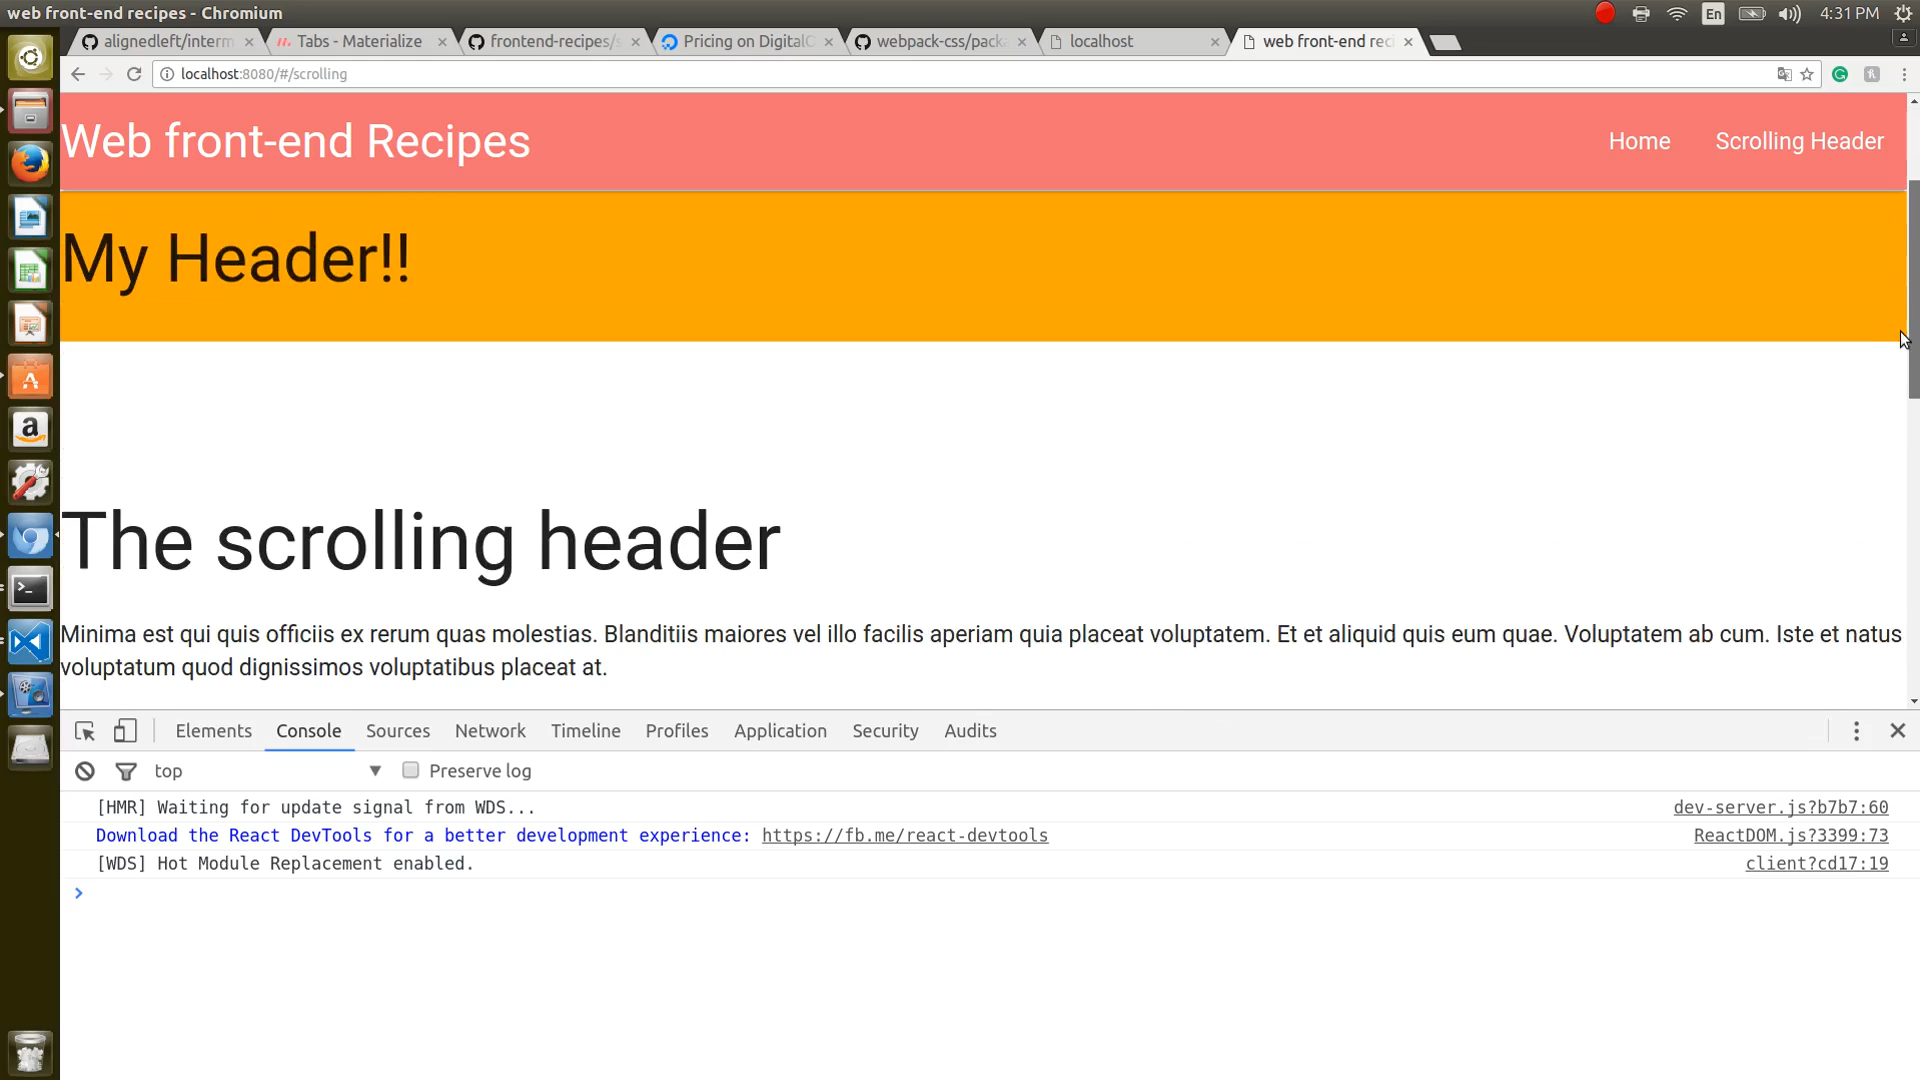 web front-end recipes - Chromium
En
4:31 PM
alignedleft/interm
Tabs - Materialize
frontend-recipes/s
Pricing on DigitalO
webpack-css/pack
localhost
web front-end reci
localhost:8080/#/scrolling
Web front-end Recipes
Home
Scrolling Header
My Header!!
The scrolling header
Minima est qui quis officiis ex rerum quas molestias. Blanditiis maiores vel illo facilis aperiam quia placeat voluptatem. Et et aliquid quis eum quae. Voluptatem ab cum. Iste et natus
voluptatum quod dignissimos voluptatibus placeat at.
Elements Console Sources Network Timeline Profiles Application Security Audits
top
Preserve log
[HMR] Waiting for update signal from WDS...
dev-server.js?b7b7:60
Download the React DevTools for a better development experience: https://fb.me/react-devtools
ReactDOM.js?3399:73
[WDS] Hot Module Replacement enabled.
client?cd17:19